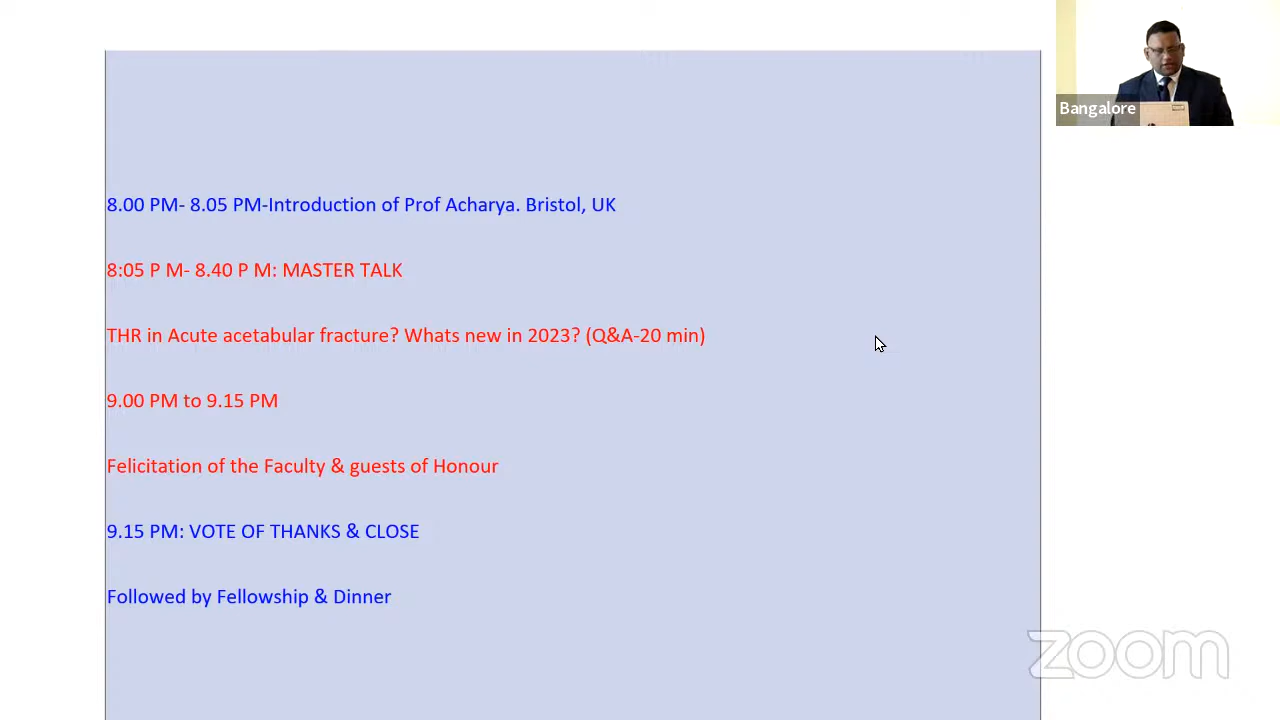 Bangalore
8.00 PM- 8.05 PM-Introduction of Prof Acharya. Bristol, UK
8:05 P M- 8.40 P M: MASTER TALK
THR in Acute acetabular fracture? Whats new in 2023? (Q&A-20 min)
9.00 PM to 9.15 PM
Felicitation of the Faculty & guests of Honour
9.15 PM: VOTE OF THANKS & CLOSE
Followed by Fellowship & Dinner
zoom